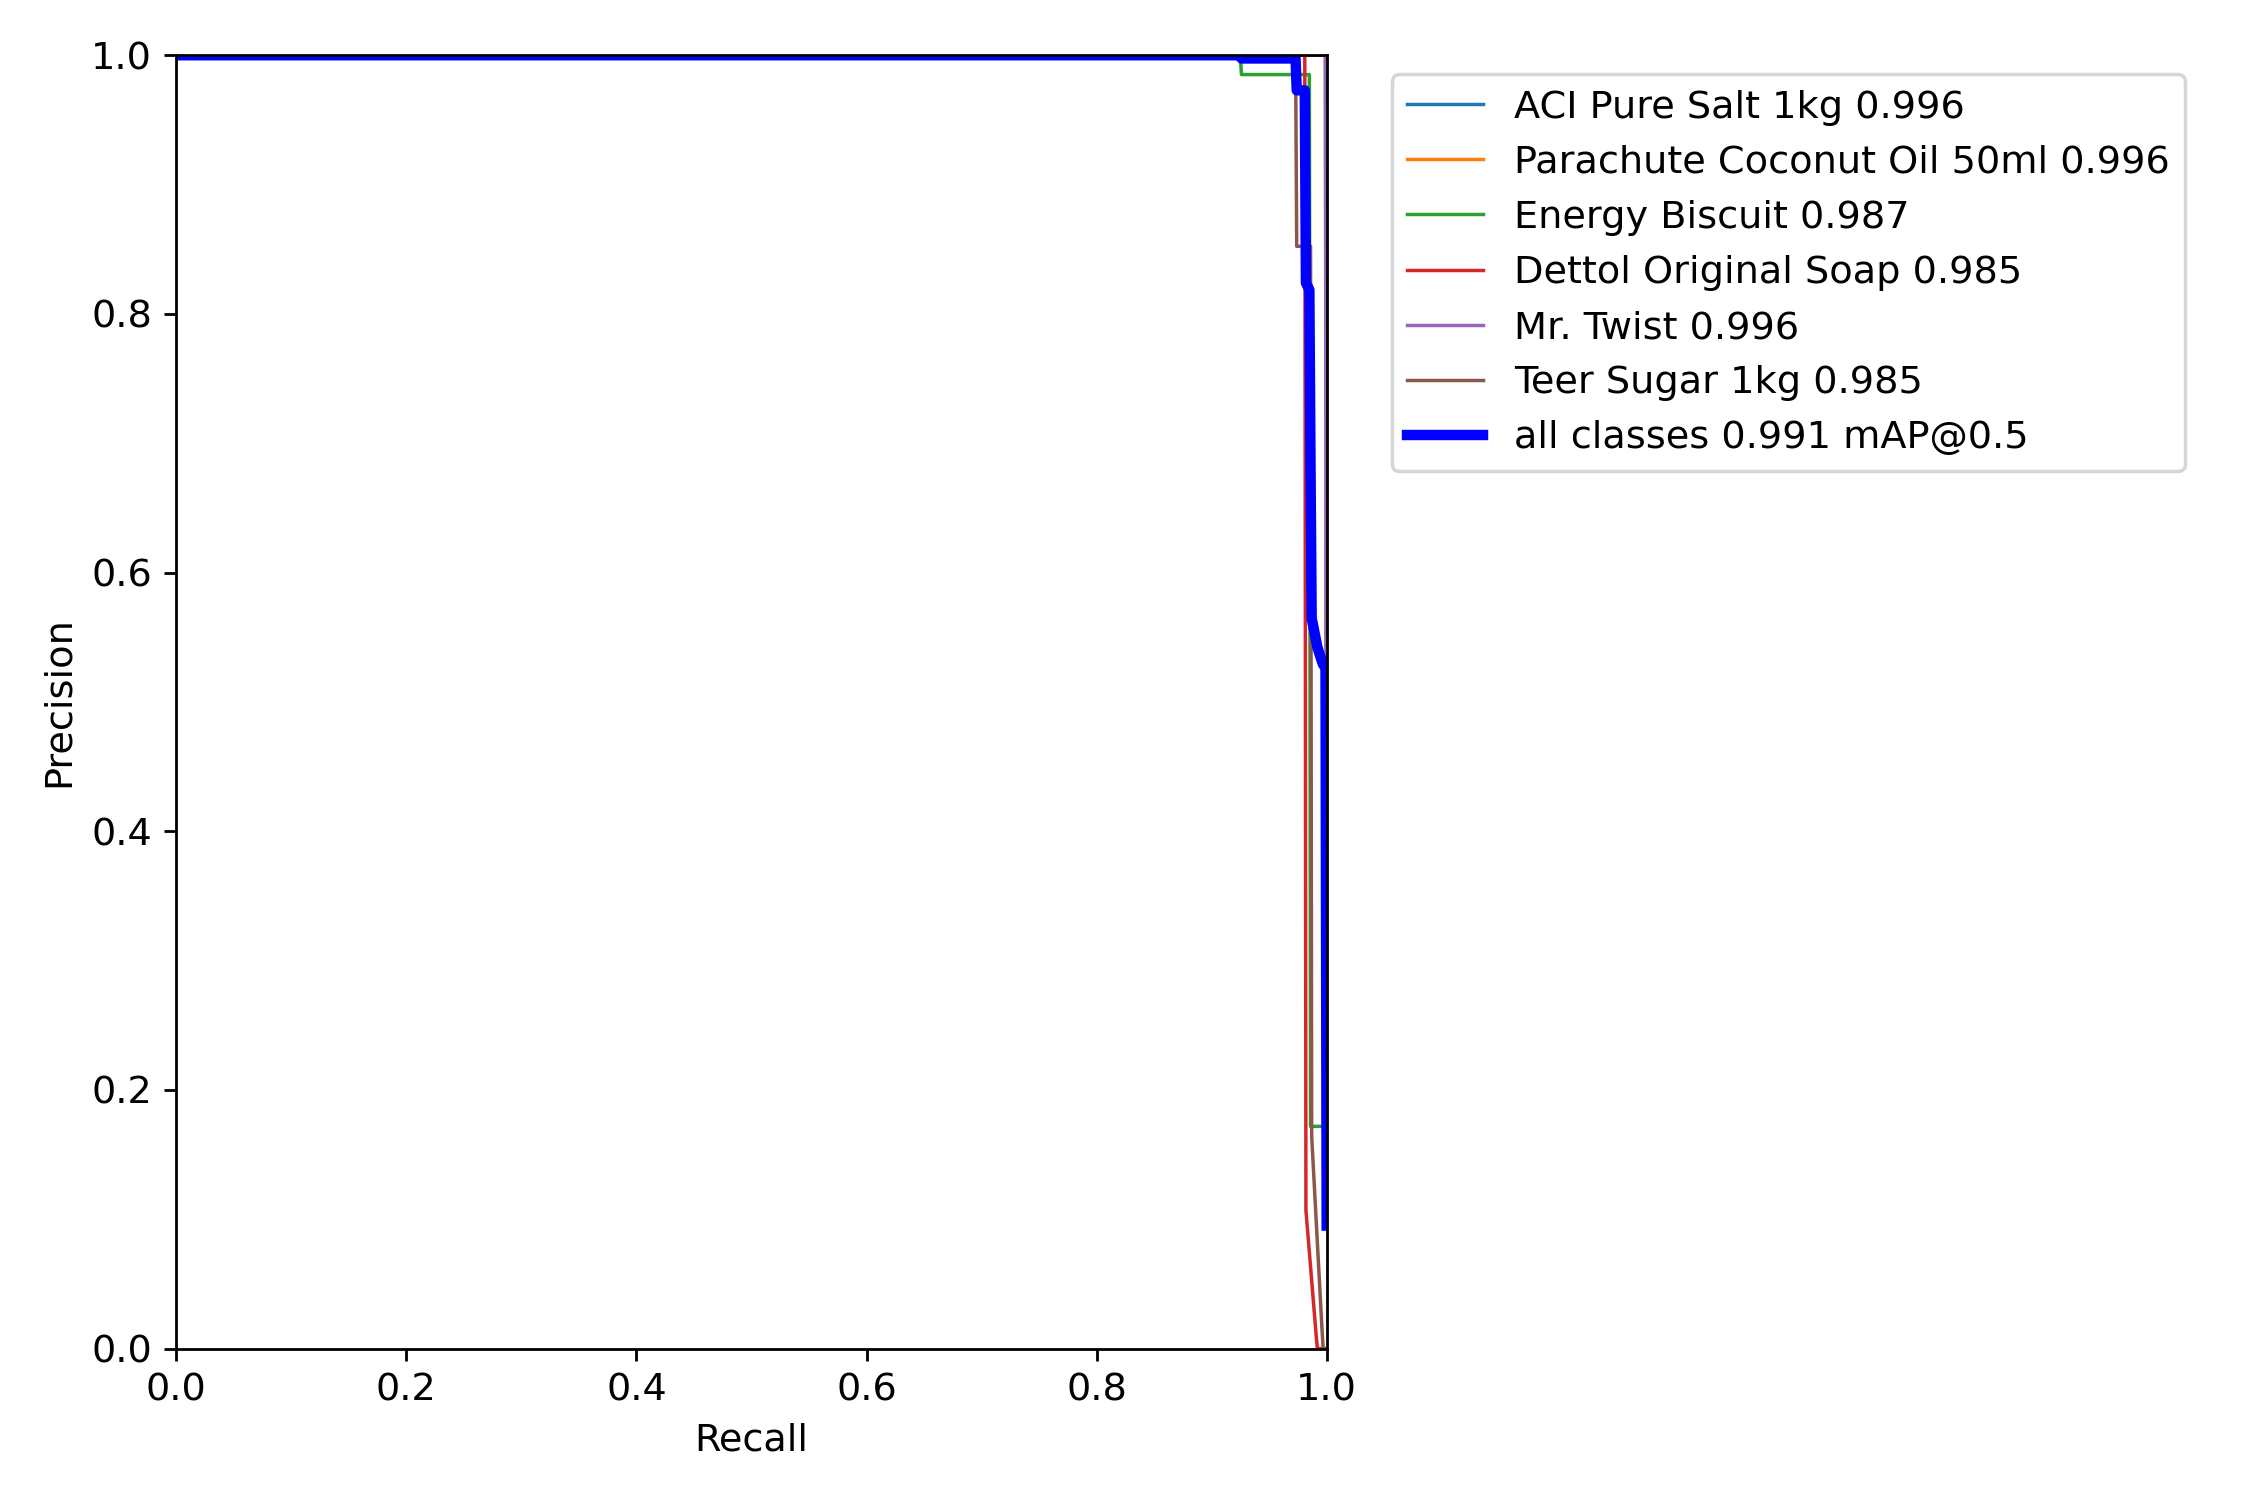 1.0
0.8
0.6
0.4
0.2
0.0
Precision
0.0 0.2 0.4 0.6 0.8 1.0
Recall
ACI Pure Salt 1kg 0.996
Parachute Coconut Oil 50ml 0.996
Energy Biscuit 0.987
Dettol Original Soap 0.985
Mr. Twist 0.996
Teer Sugar 1kg 0.985
all classes 0.991 mAP@0.5